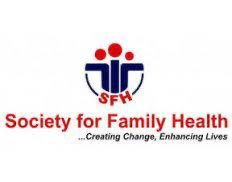 SFH
Society for Family Health
...Creating Change, Enhancing Lives